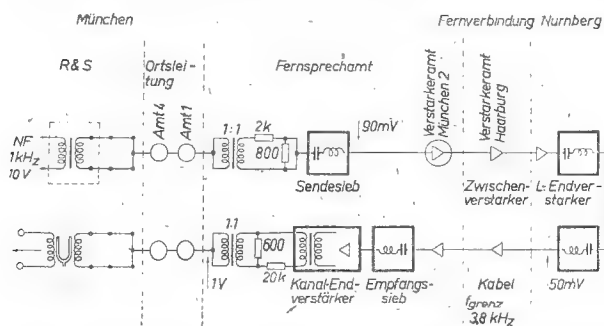 München
Fernverbindung
Nurnberg
R&S
Ortslei-
tung
Fernsprechamt
Amt 4
Amt 1
Verstärkeramt
München 2
Verstärkeramt
Haarburg
NF
1kHz
10V
1:1
2k
800
90mV
Sendesieb
Zwischen-
verstärker
L-Endver-
stärker
1:1
600
20k
1V
Kanal-End-
verstärker
Empfangs-
sieb
Kabel
fgrenz
3,8 kHz
50mV